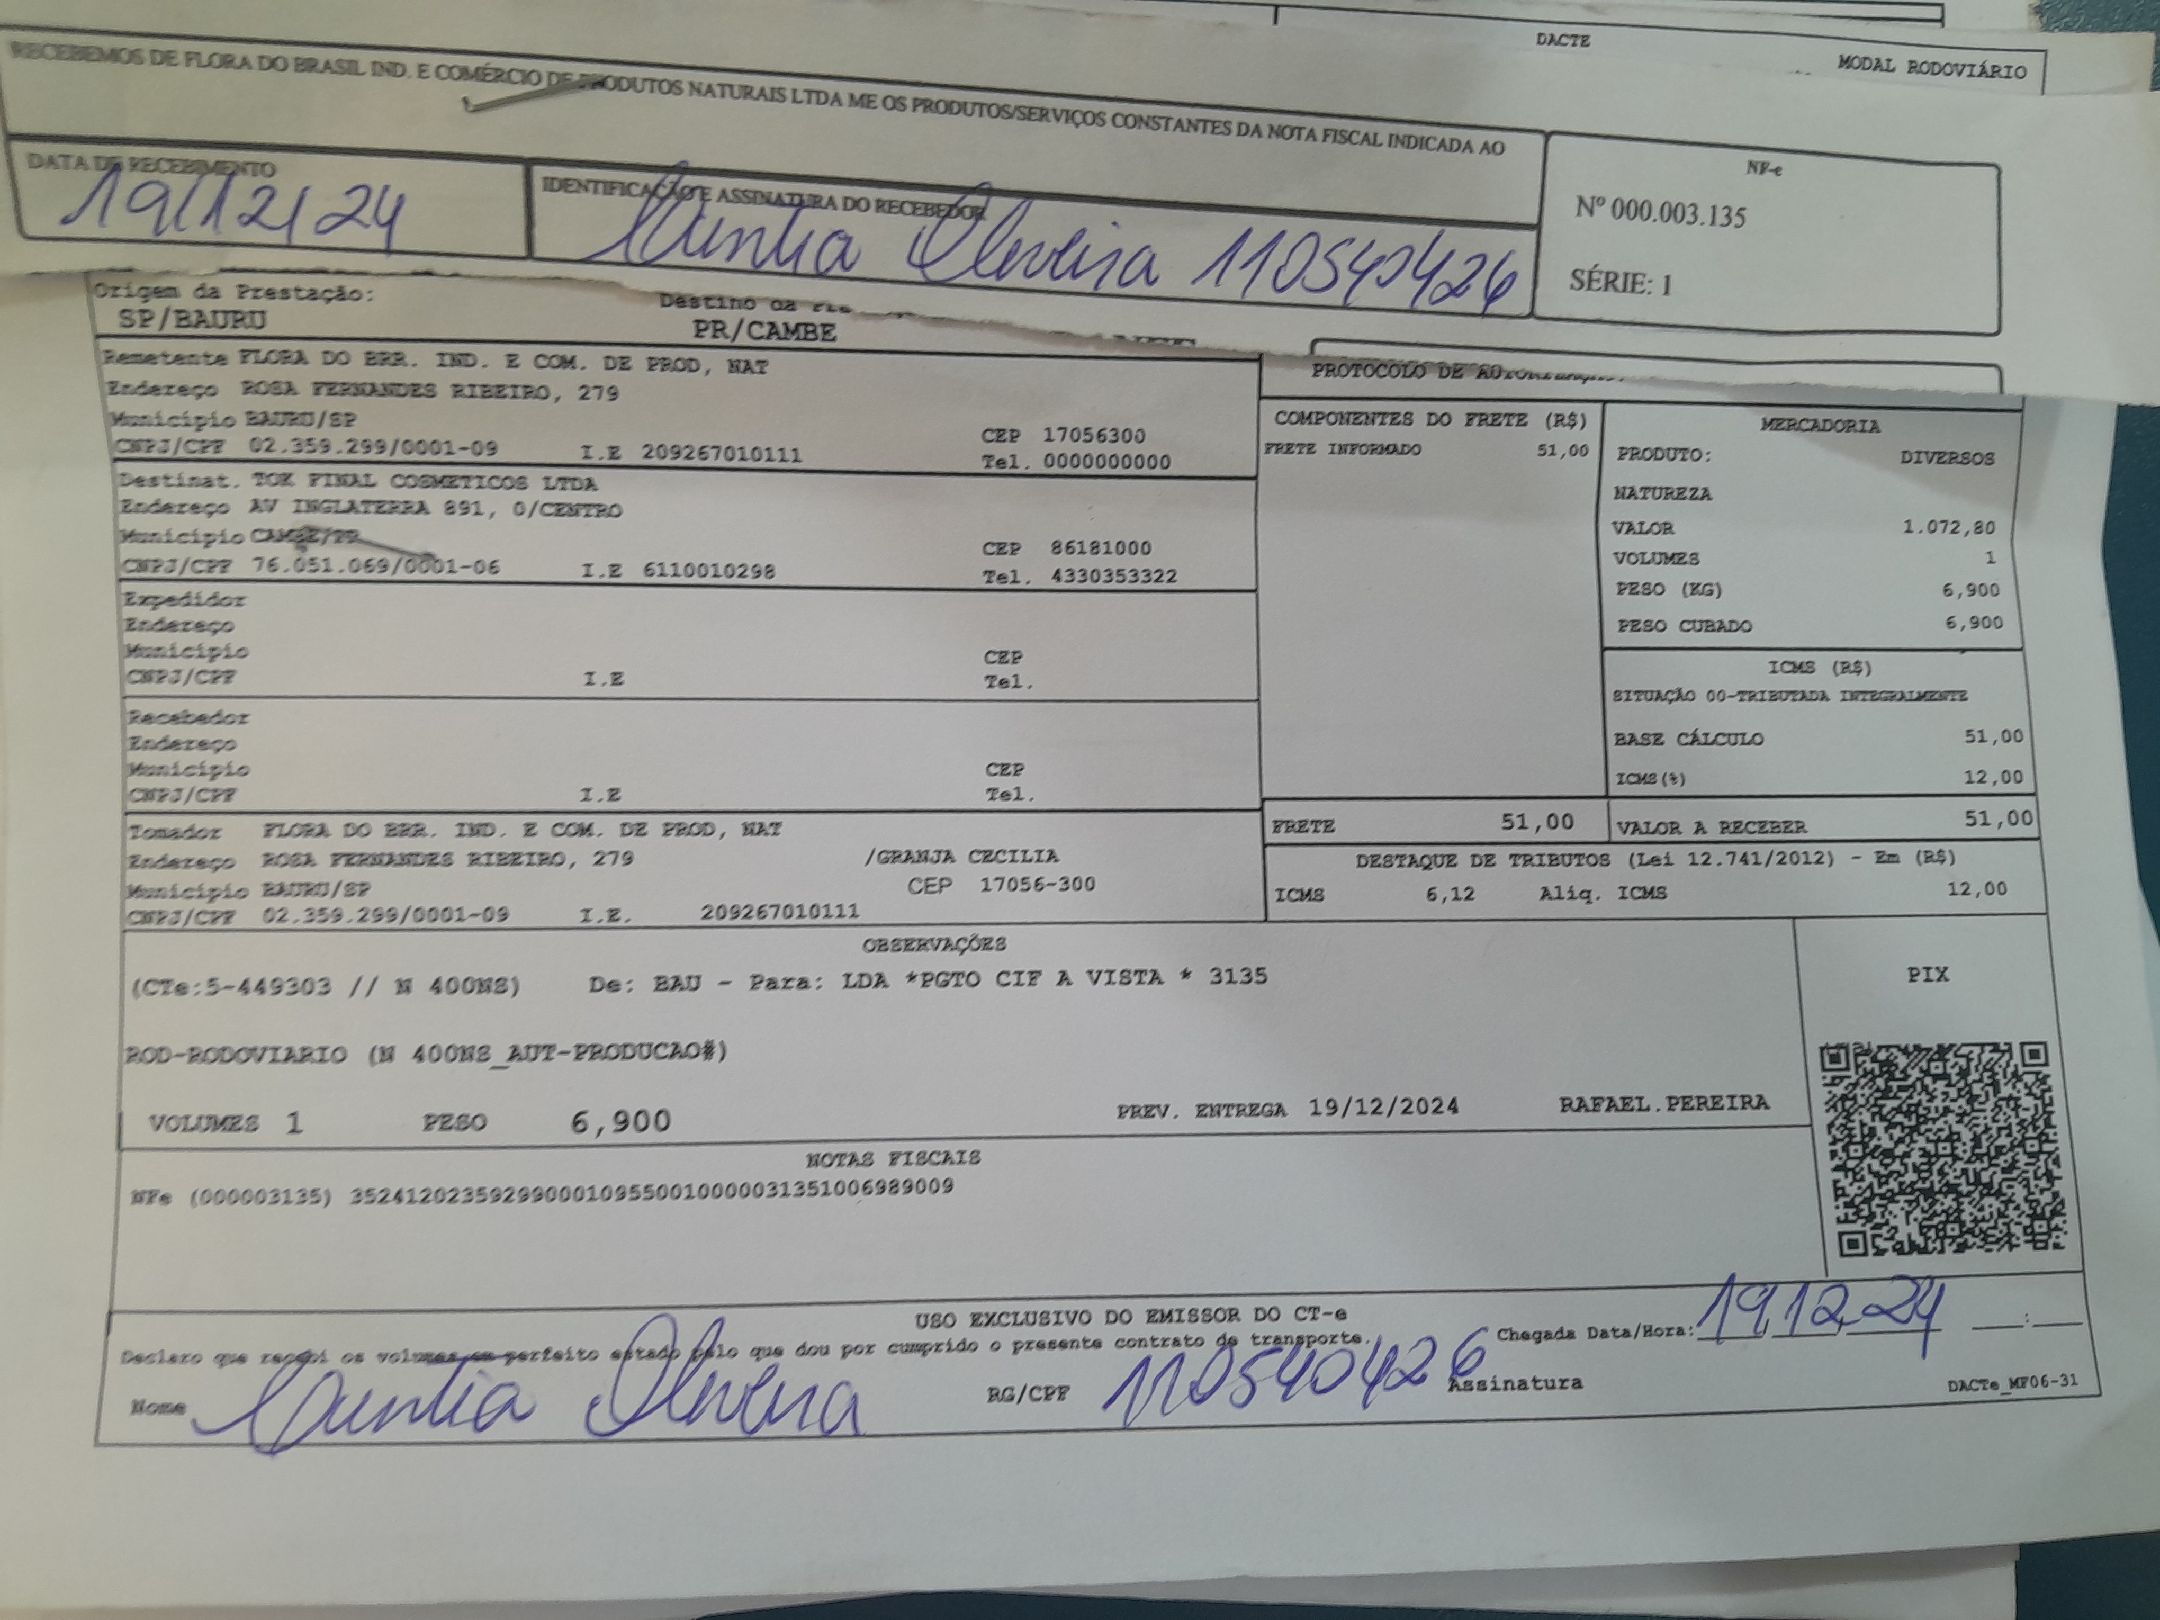 DACTE
MODAL RODOVIÁRIO
RECEBEMOS DE FLORA DO BRASIL IND. E COMÉRCIO DE PRODUTOS NATURAIS LTDA ME OS PRODUTOS/SERVIÇOS CONSTANTES DA NOTA FISCAL INDICADA AO
DATA DE RECEBIMENTO
19/12/24
IDENTIFICAÇÃO E ASSINATURA DO RECEBEDOR
Oliveira 110540426
NF-e
Nº 000.003.135
SÉRIE: 1
Origem da Prestação:
SP/BAURU
Destino da
PR/CAMBE
Remetente FLORA DO BRR. IND. E COM. DE PROD, NAT
Endereço ROSA FERNANDES RIBEIRO, 279
Município BAURU/SP CEP 17056300
CNPJ/CPF 02.359.299/0001-09 I.E 209267010111 Tel. 0000000000
Destinat. TOK FINAL COSMETICOS LTDA
Endereço AV INGLATERRA 891, 0/CENTRO
Município CAMBE/PR CEP 86181000
CNPJ/CPF 76.051.069/0001-06 I.E 6110010298 Tel. 4330353322
Expedidor
Endereço
Município CEP
CNPJ/CPF I.E Tel.
Recebedor
Endereço
Município CEP
CNPJ/CPF I.E Tel.
Tomador FLORA DO BRR. IND. E COM. DE PROD, NAT
Endereço ROSA FERNANDES RIBEIRO, 279 /GRANJA CECILIA
Município BAURU/SP CEP 17056-300
CNPJ/CPF 02.359.299/0001-09 I.E. 209267010111
PROTOCOLO DE
COMPONENTES DO FRETE (R$)
FRETE INFORMADO 51,00
MERCADORIA
PRODUTO: DIVERSOS
NATUREZA
VALOR 1.072,80
VOLUMES 1
PESO (KG) 6,900
PESO CUBADO 6,900
ICMS (R$)
SITUAÇÃO 00-TRIBUTADA INTEGRALMENTE
BASE CÁLCULO 51,00
ICMS(%) 12,00
FRETE 51,00 VALOR A RECEBER 51,00
DESTAQUE DE TRIBUTOS (Lei 12.741/2012) - Em (R$)
ICMS 6,12 Aliq. ICMS 12,00
OBSERVAÇÕES
(CTe:5-449303 // N 400NS) De: BAU - Para: LDA *PGTO CIF A VISTA * 3135
ROD-RODOVIARIO (N 400NS_AUT-PRODUCAO#)
VOLUMES 1 PESO 6,900 PREV. ENTREGA 19/12/2024 RAFAEL.PEREIRA
PIX
NOTAS FISCAIS
NFe (000003135) 35241202359299000109550010000031351006989009
USO EXCLUSIVO DO EMISSOR DO CT-e
Declaro que recebi os volumes em perfeito estado pelo que dou por cumprido o presente contrato de transporte.
Chegada Data/Hora: 19 12 24 __:__
Nome Oliveira RG/CPF 110540426 Assinatura
DACTe_MF06-31